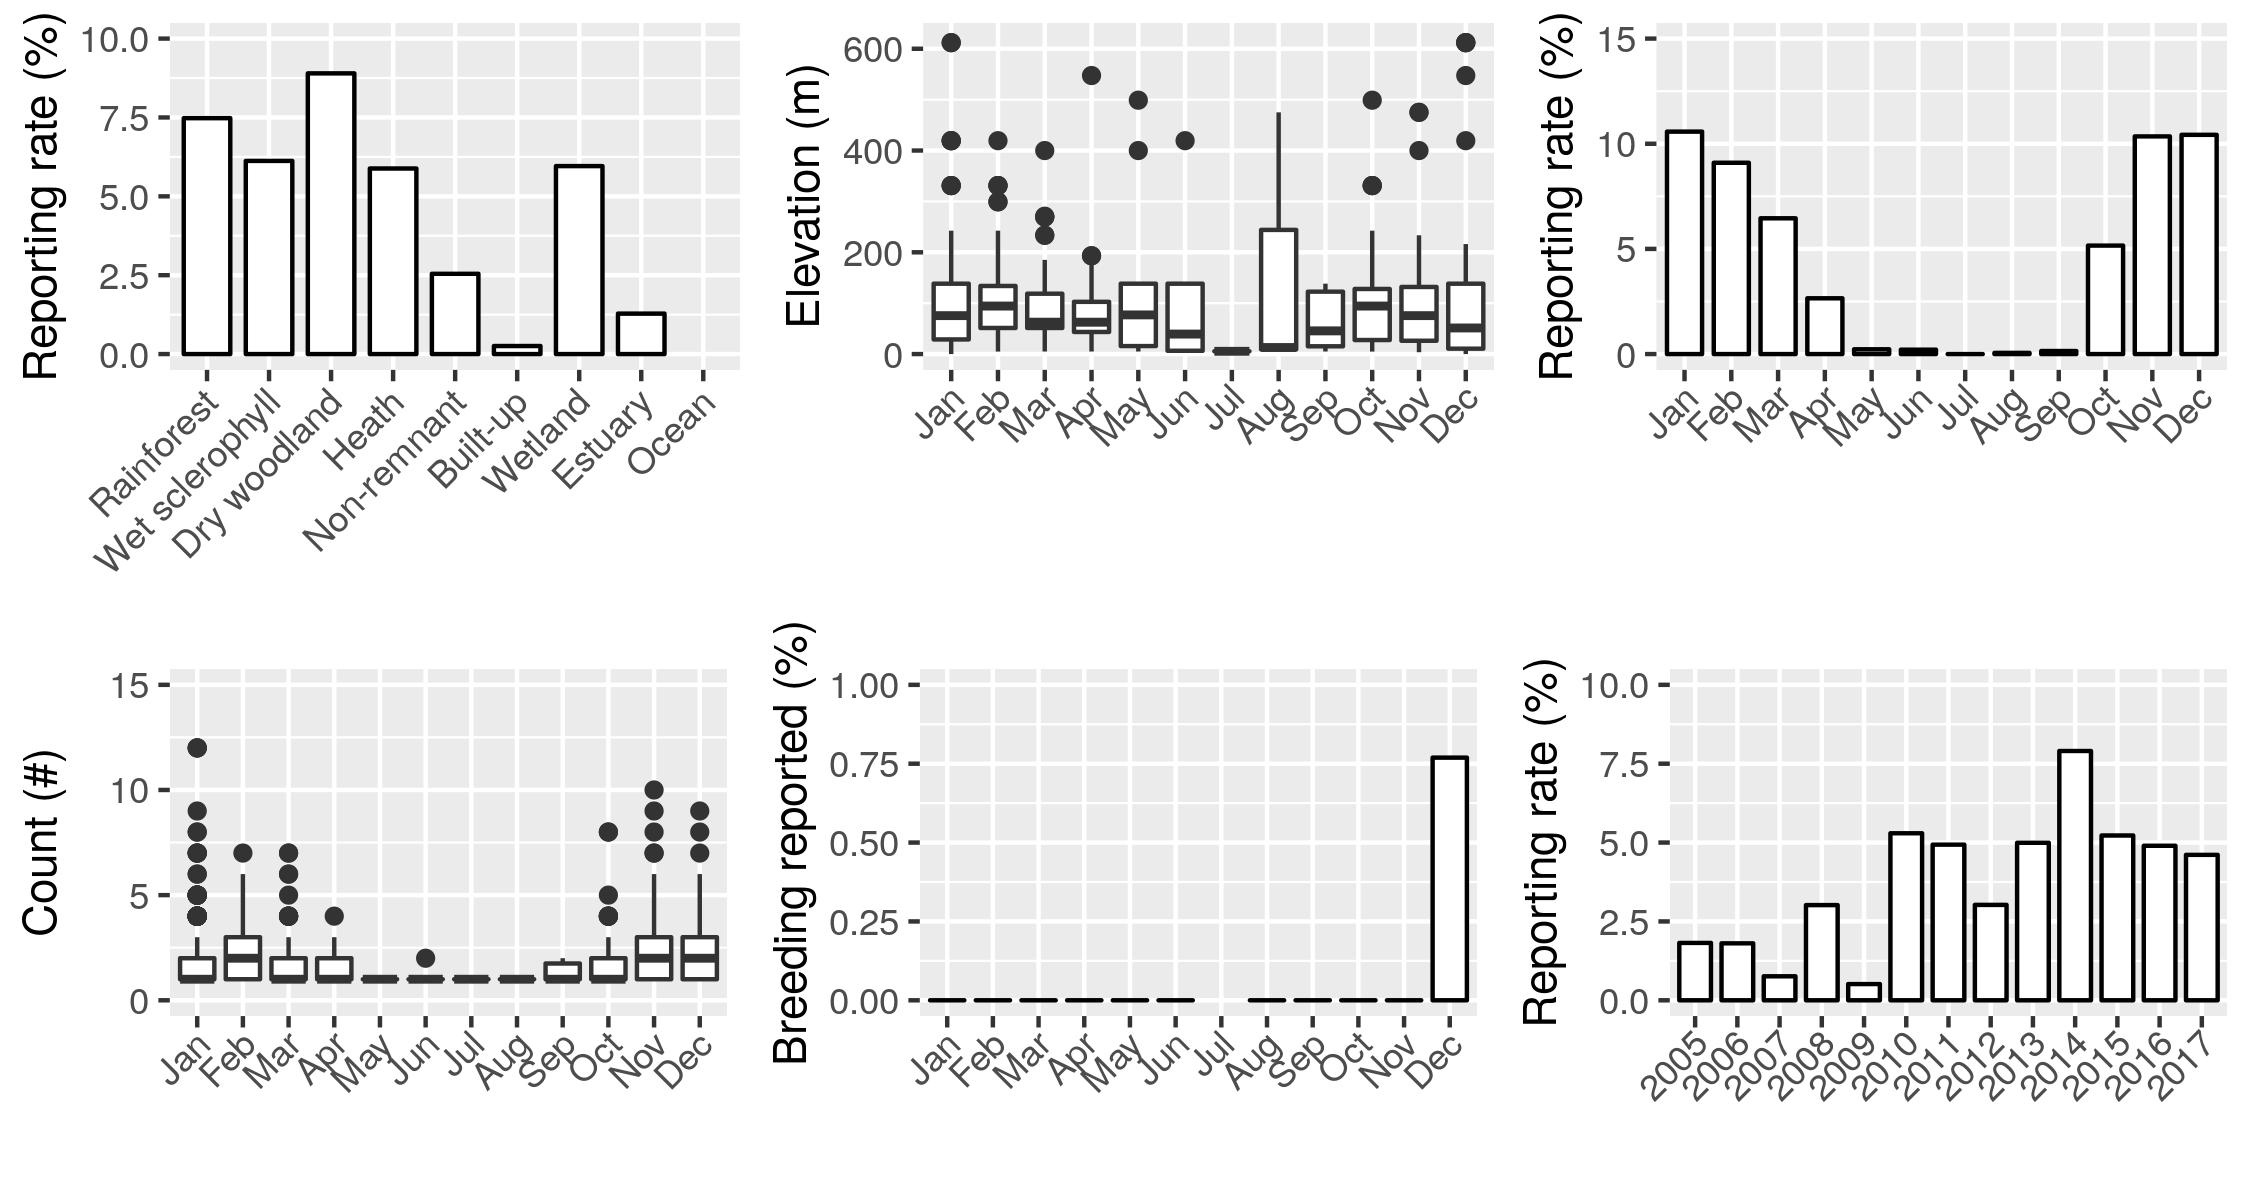 Reporting rate (%)
10.0
7.5
5.0
2.5
0.0
Rainforest
Wet sclerophyll
Dry woodland
Heath
Non-remnant
Built-up
Wetland
Estuary
Ocean
Elevation (m)
600
400
200
0
Jan
Feb
Mar
Apr
May
Jun
Jul
Aug
Sep
Oct
Nov
Dec
Reporting rate (%)
15
10
5
0
Jan
Feb
Mar
Apr
May
Jun
Jul
Aug
Sep
Oct
Nov
Dec
Count (#)
15
10
5
0
Jan
Feb
Mar
Apr
May
Jun
Jul
Aug
Sep
Oct
Nov
Dec
Breeding reported (%)
1.00
0.75
0.50
0.25
0.00
Jan
Feb
Mar
Apr
May
Jun
Jul
Aug
Sep
Oct
Nov
Dec
Reporting rate (%)
10.0
7.5
5.0
2.5
0.0
2005
2006
2007
2008
2009
2010
2011
2012
2013
2014
2015
2016
2017